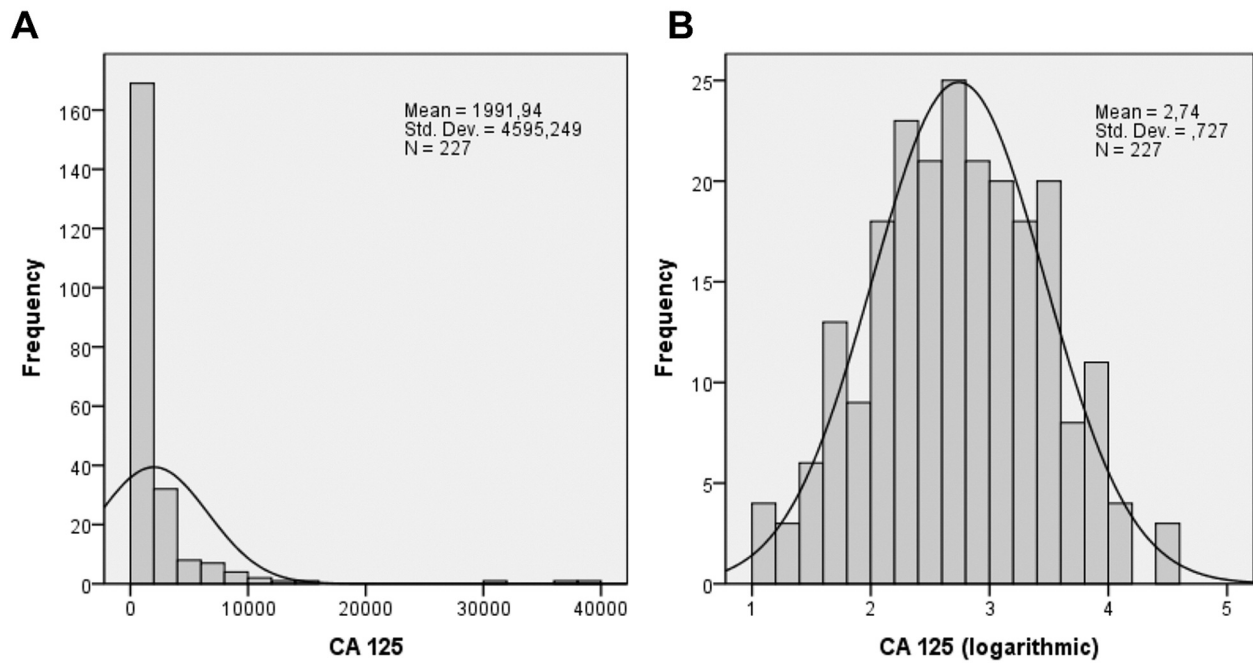 A
Mean = 1991,94
Std. Dev. = 4595,249
N = 227
160
140
120
100
80
60
40
20
0
Frequency
0 10000 20000 30000 40000
CA 125
B
Mean = 2,74
Std. Dev. = ,727
N = 227
25
20
15
10
5
0
Frequency
1 2 3 4 5
CA 125 (logarithmic)